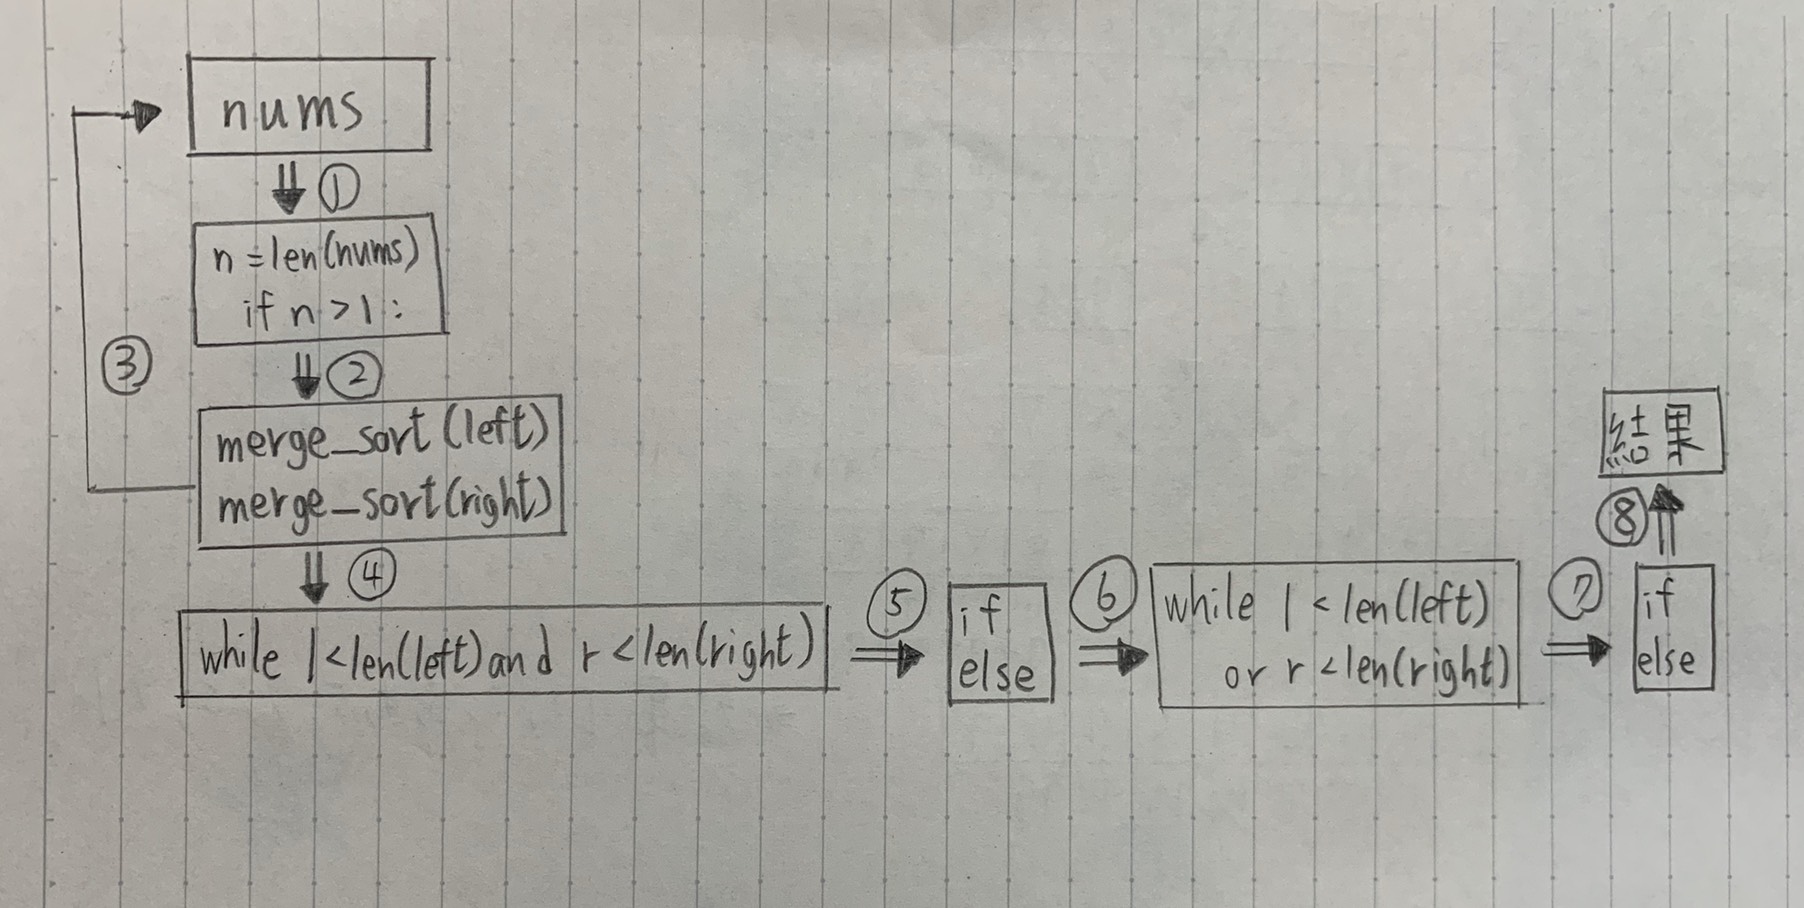 nums
①
n=len(nums)
if n>1:
②
③
merge_sort(left)
merge_sort(right)
④
while l<len(left)and r<len(right)
⑤
if
else
⑥
while l<len(left)
or r<len(right)
⑦
if
else
⑧
結果